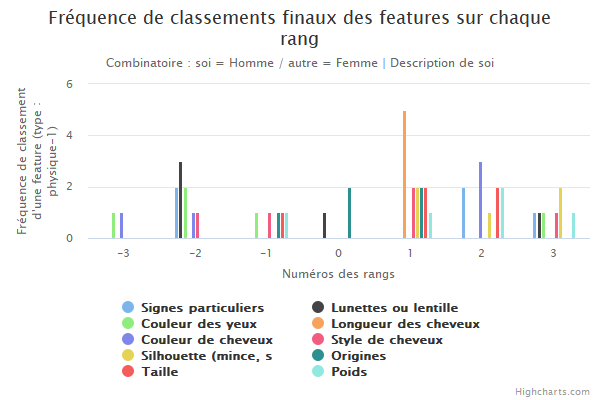 Fréquence de classements finaux des features sur chaque
rang
Combinatoire : soi = Homme / autre = Femme | Description de soi
Fréquence de classement
d'une feature (type :
physique-1)
6
4
2
0
−3
−2
−1
0
1
2
3
Numéros des rangs
Signes particuliers
Lunettes ou lentille
Couleur des yeux
Longueur des cheveux
Couleur de cheveux
Style de cheveux
Silhouette (mince, s
Origines
Taille
Poids
Highcharts.com